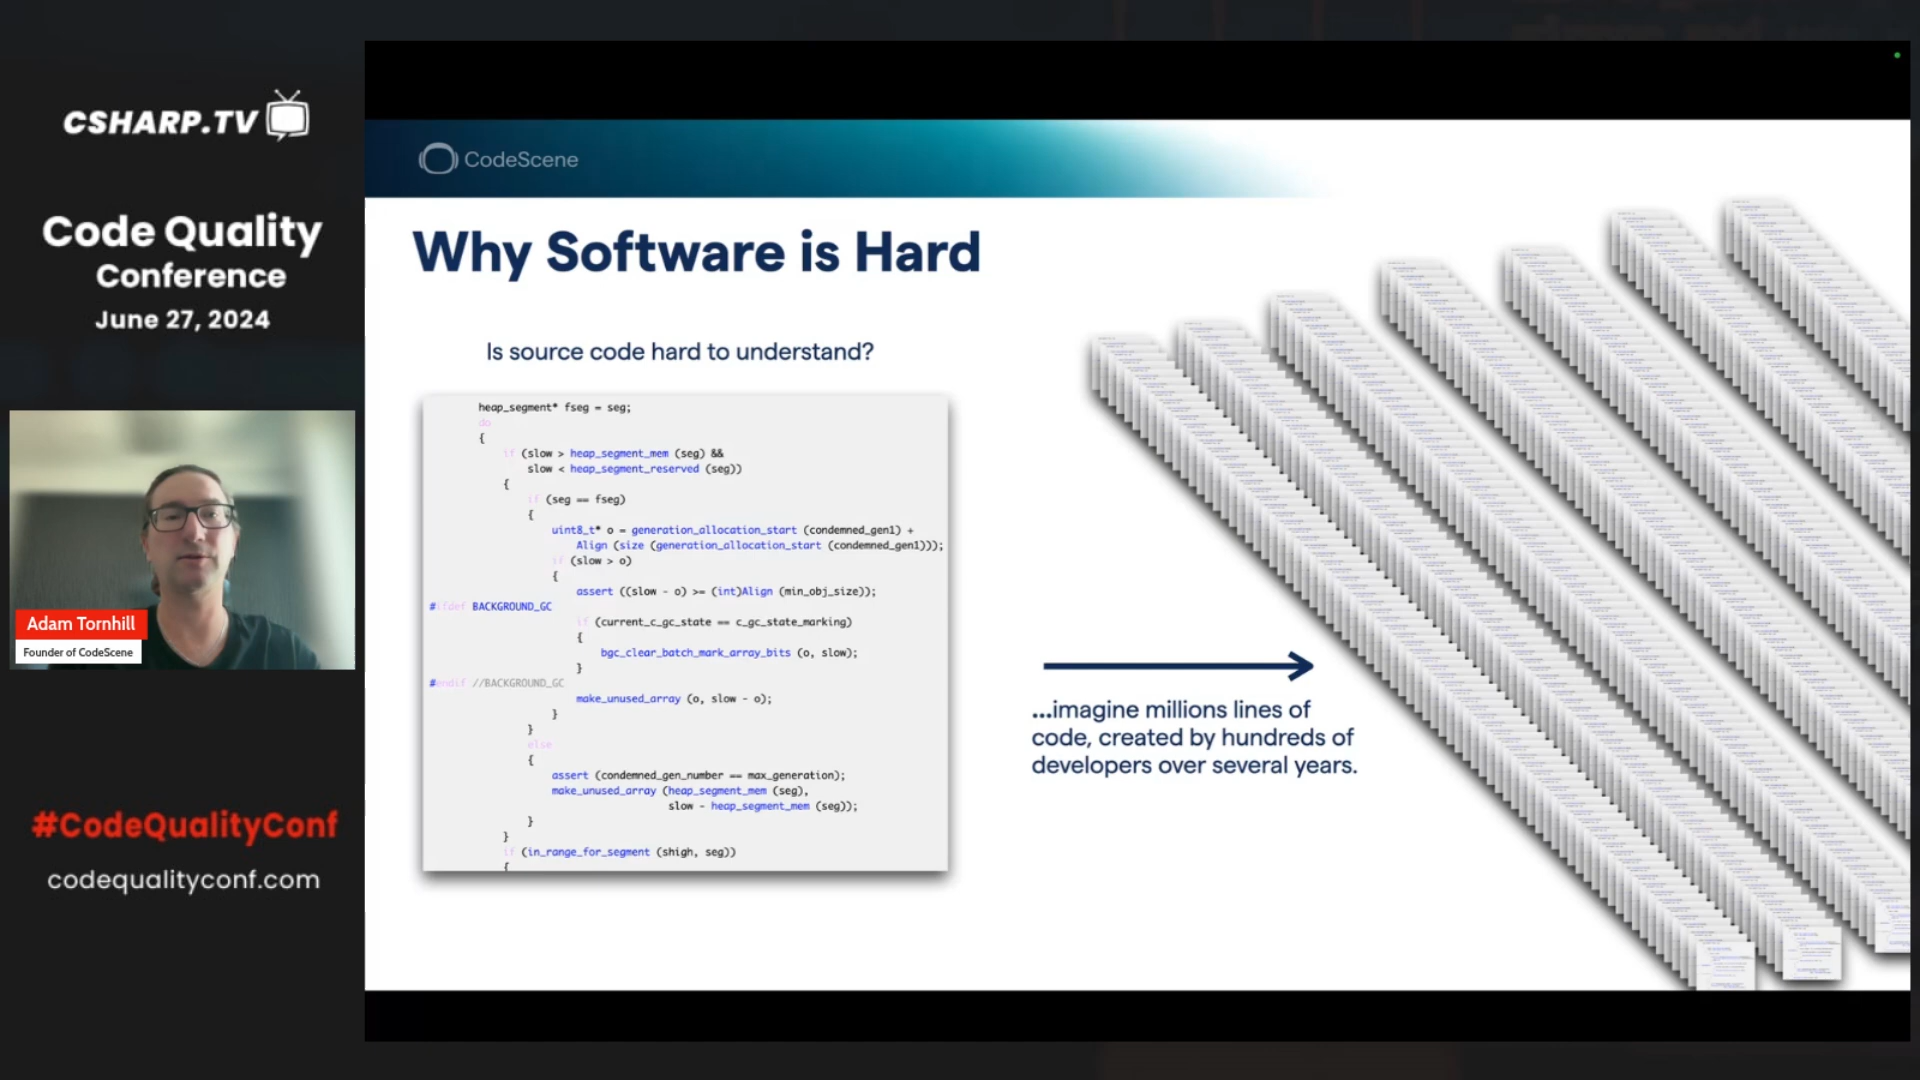 CSHARP.TV
Code Quality
Conference
June 27, 2024
Adam Tornhill
Founder of CodeScene
#CodeQualityConf
codequalityconf.com
CodeScene
Why Software is Hard
Is source code hard to understand?
heap_segment* fseg = seg;
do
{
if (slow > heap_segment_mem (seg) &&
slow < heap_segment_reserved (seg))
{
if (seg == fseg)
{
uint8_t* o = generation_allocation_start (condemned_gen1) +
Align (size (generation_allocation_start (condemned_gen1)));
if (slow > o)
{
assert ((slow - o) >= (int)Align (min_obj_size));
#ifdef BACKGROUND_GC
if (current_c_gc_state == c_gc_state_marking)
{
bgc_clear_batch_mark_array_bits (o, slow);
}
#endif //BACKGROUND_GC
make_unused_array (o, slow - o);
}
}
else
{
assert (condemned_gen_number == max_generation);
make_unused_array (heap_segment_mem (seg),
slow - heap_segment_mem (seg));
}
}
if (in_range_for_segment (shigh, seg))
{
...imagine millions lines of
code, created by hundreds of
developers over several years.